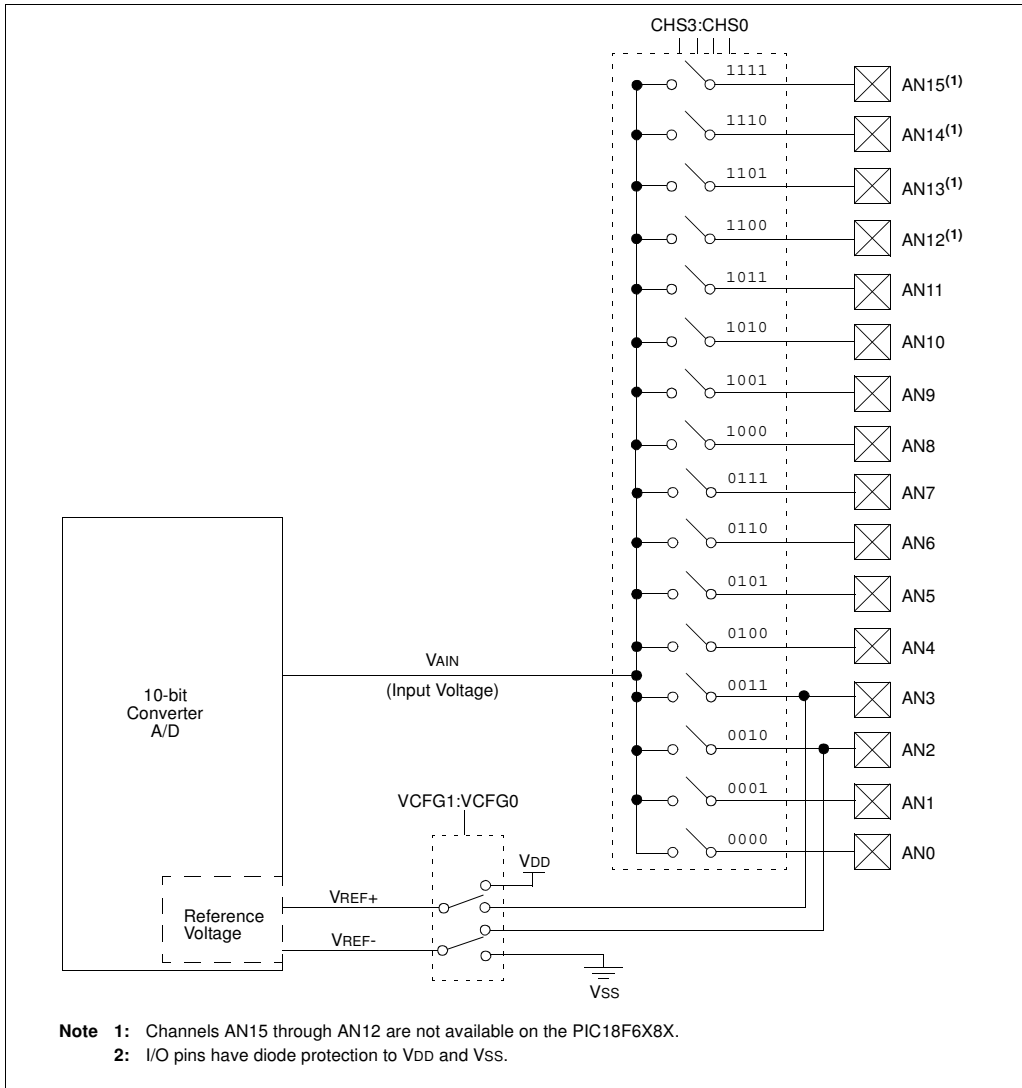 CHS3:CHS0
1111 AN15(1)
1110 AN14(1)
1101 AN13(1)
1100 AN12(1)
1011 AN11
1010 AN10
1001 AN9
1000 AN8
0111 AN7
0110 AN6
0101 AN5
0100 AN4
VAIN
(Input Voltage)
10-bit
Converter
A/D
0011 AN3
0010 AN2
0001 AN1
0000 AN0
VCFG1:VCFG0
VDD
VREF+
Reference
Voltage
VREF-
VSS
Note 1: Channels AN15 through AN12 are not available on the PIC18F6X8X.
2: I/O pins have diode protection to VDD and VSS.